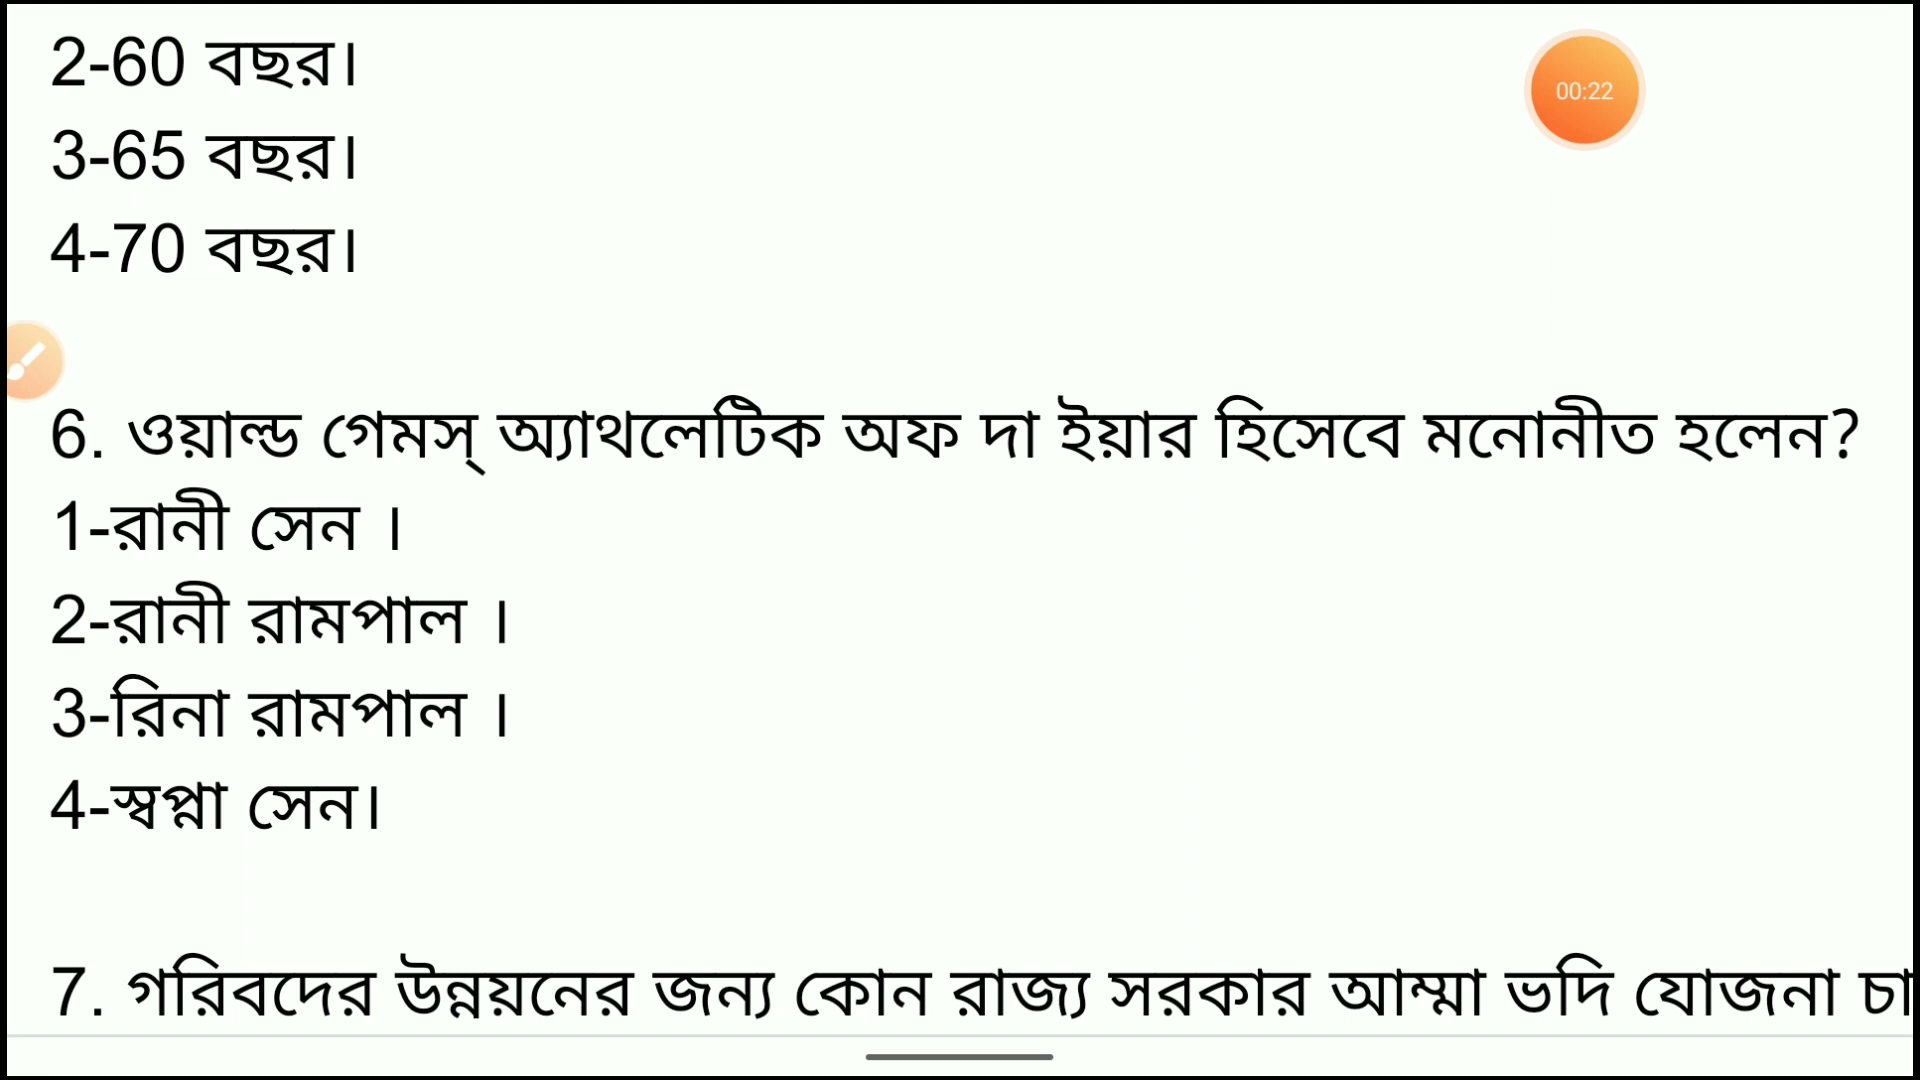 2-60 বছর।
00:22
3-65 বছর।
4-70 বছর।
6. ওয়াল্ড গেমস্ অ্যাথলেটিক অফ দা ইয়ার হিসেবে মনোনীত হলেন?
1-রানী সেন ।
2-রানী রামপাল ।
3-রিনা রামপাল ।
4-স্বপ্না সেন।
7. গরিবদের উন্নয়নের জন্য কোন রাজ্য সরকার আম্মা ভদি যোজনা চা